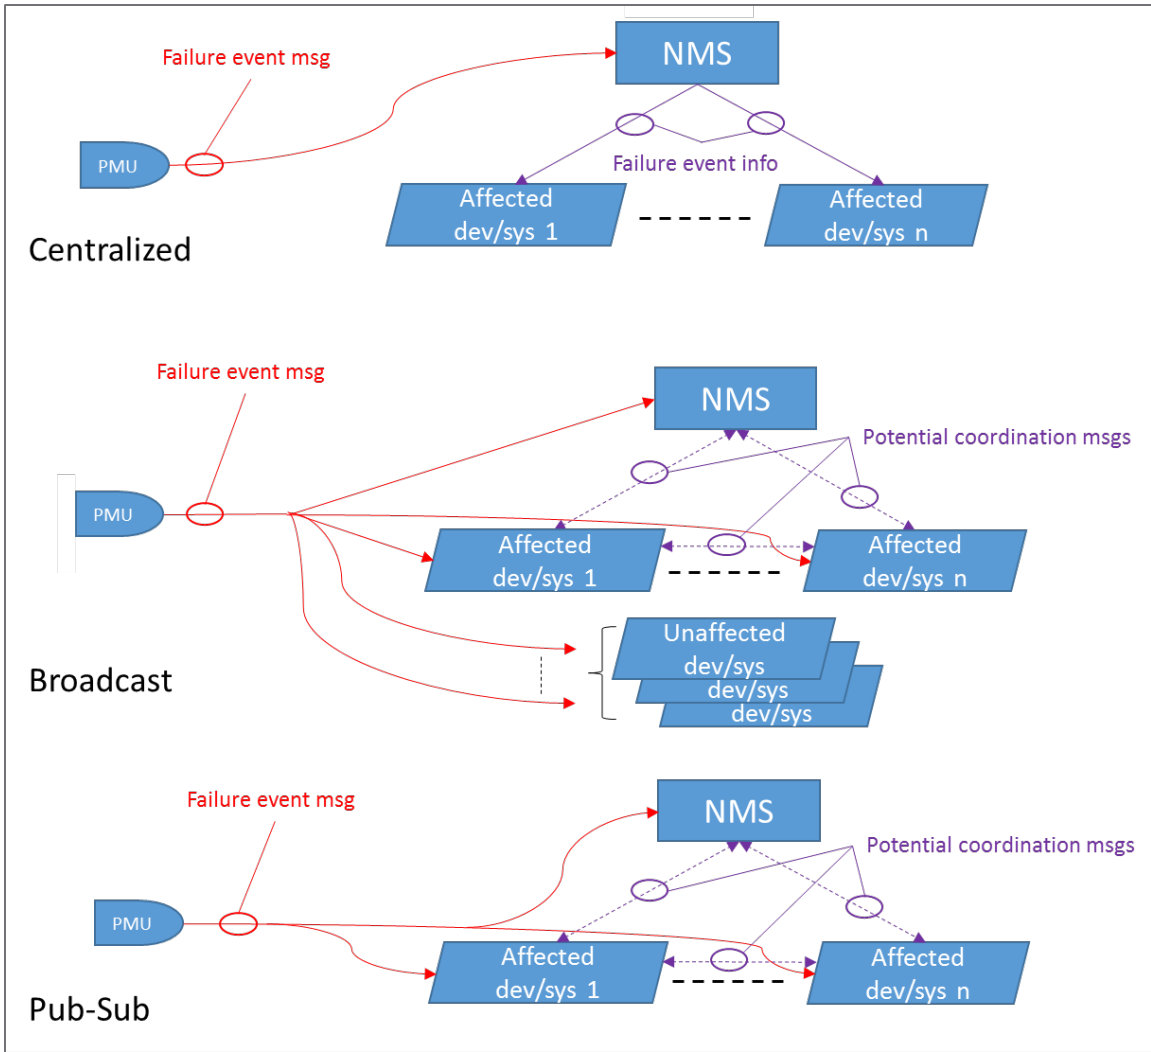 Failure event msg
NMS
PMU
Failure event info
Affected
dev/sys 1
Affected
dev/sys n
Centralized
Failure event msg
NMS
Potential coordination msgs
PMU
Affected
dev/sys 1
Affected
dev/sys n
Unaffected
dev/sys
dev/sys
dev/sys
Broadcast
Failure event msg
NMS
Potential coordination msgs
PMU
Affected
dev/sys 1
Affected
dev/sys n
Pub-Sub